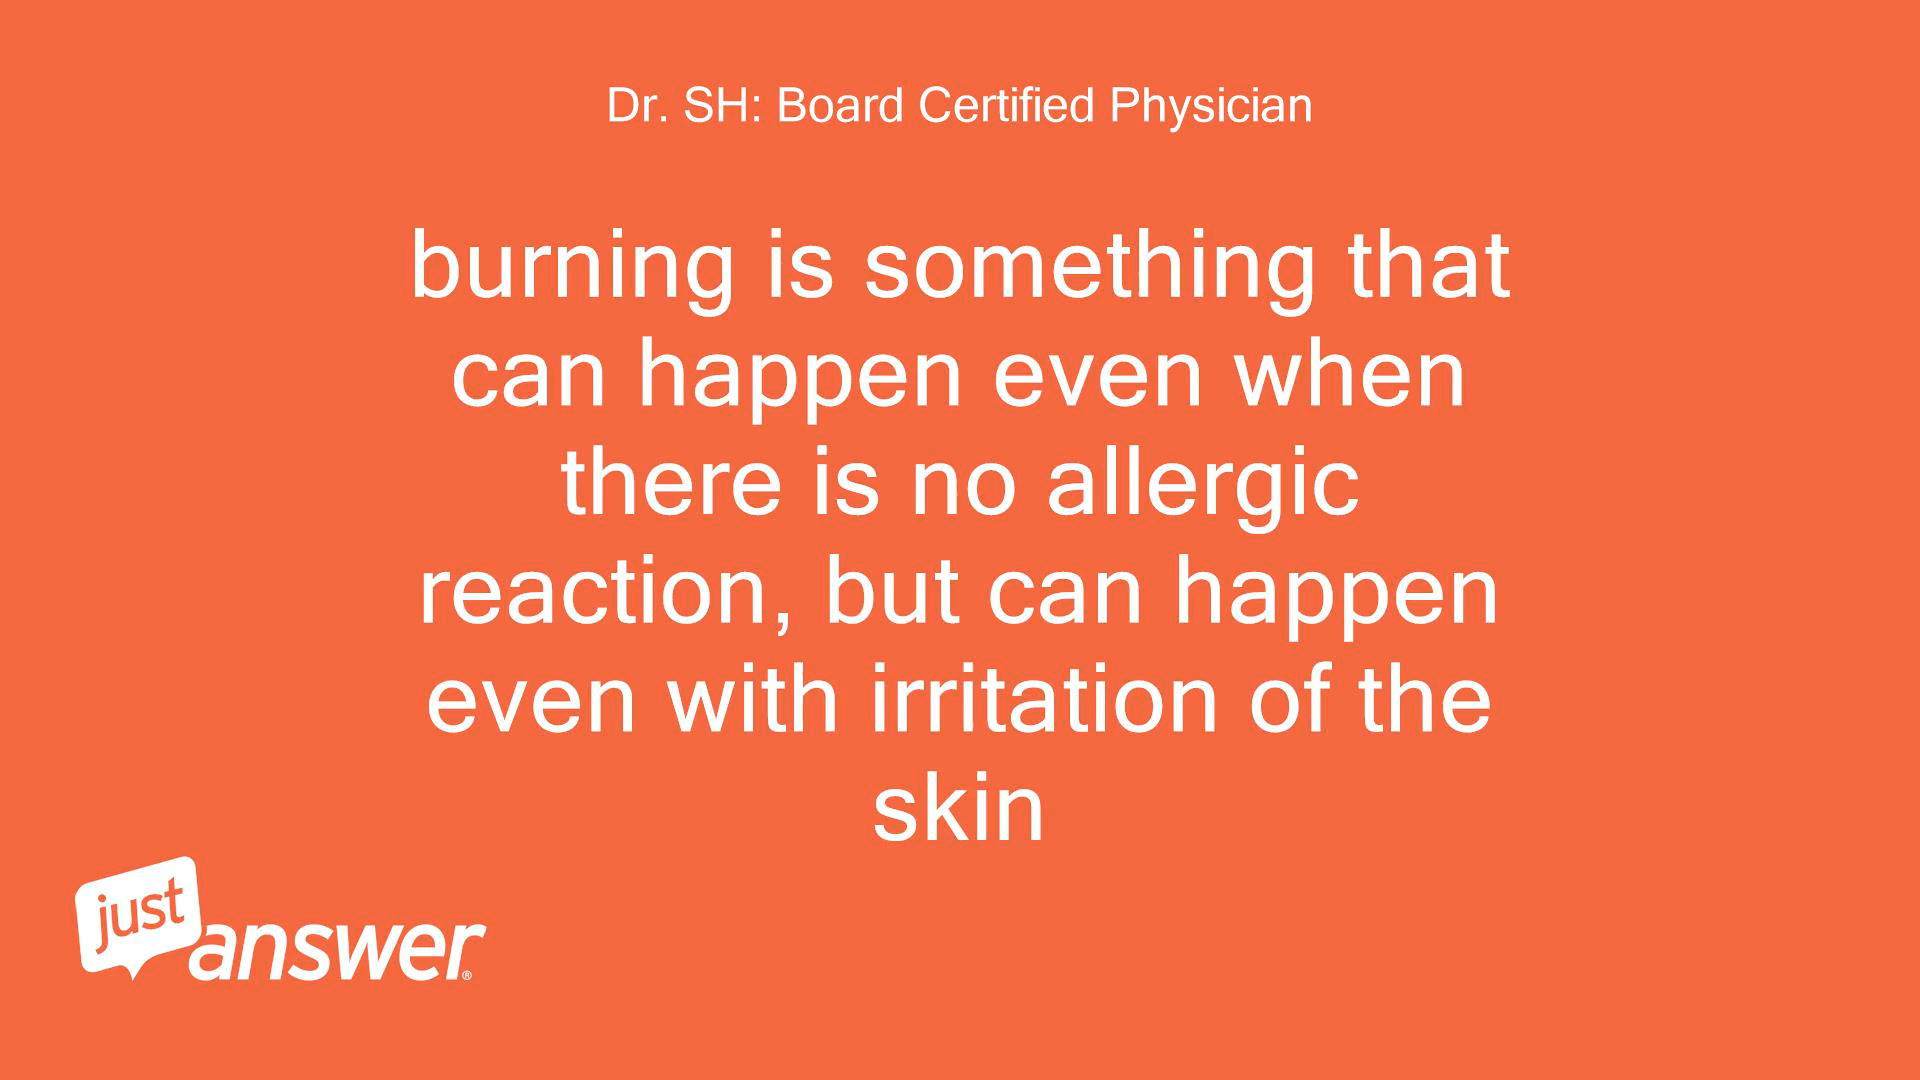 Dr. SH: Board Certified Physician
burning is something that
can happen even when
there is no allergic
reaction, but can happen
even with irritation of the
skin
just
answer®